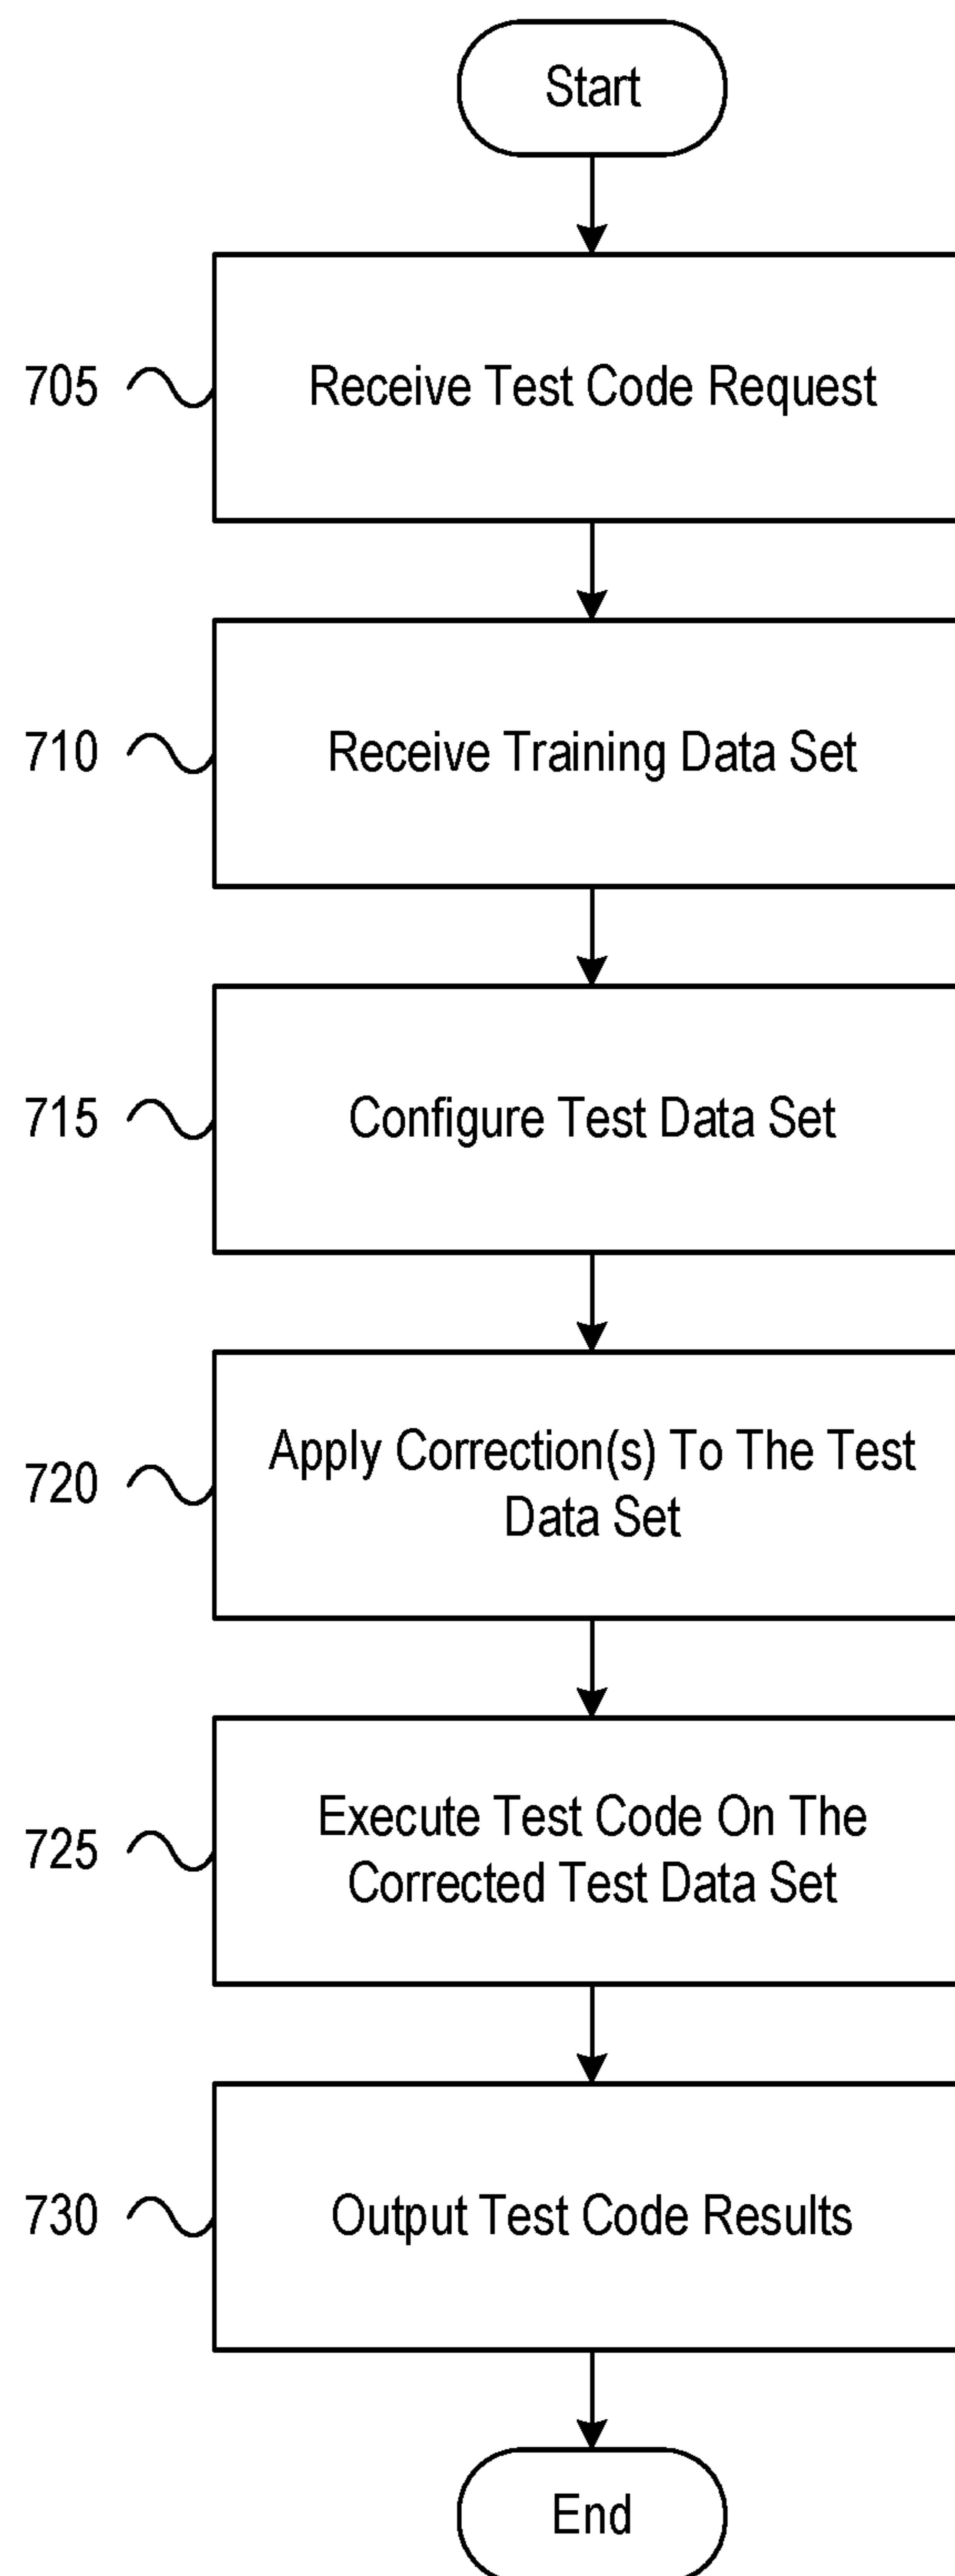 Start
705
Receive Test Code Request
710
Receive Training Data Set
715
Configure Test Data Set
720
Apply Correction(s) To The Test
Data Set
725
Execute Test Code On The
Corrected Test Data Set
730
Output Test Code Results
End